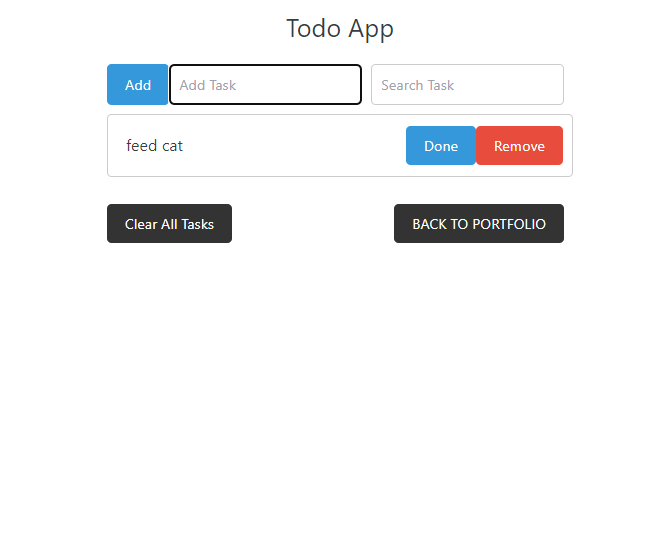 Todo App
Add Add Task Search Task
feed cat Done Remove
Clear All Tasks BACK TO PORTFOLIO